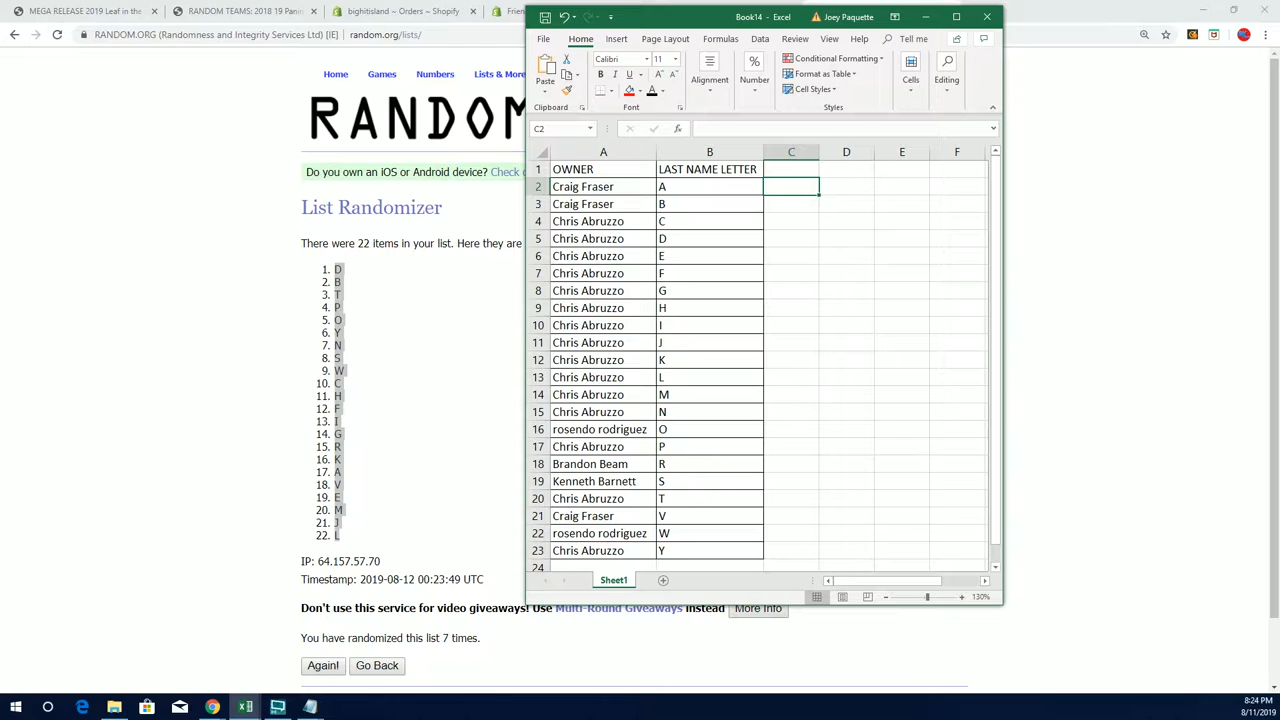 MEGA RELEASE 2019 Leaf in the
RANDOM TEAMS: 2018 19 Panin
bighitisland ~ Orders ~ Shopify
Frien
RANDOM.ORG (Randomness and Integrity Services Ltd) [IE] | random.org/lists/
Home Games Numbers Lists & More
RANDOM
Do you own an iOS or Android device? Check
List Randomizer
There were 22 items in your list. Here they are
1. D
2. B
3. T
4. P
5. O
6. Y
7. N
8. S
9. W
10. C
11. H
12. F
13. I
14. G
15. R
16. K
17. A
18. V
19. E
20. M
21. J
22. L
IP: 64.157.57.70
Timestamp: 2019-08-12 00:23:49 UTC
Don't use this service for video giveaways! Use Multi-Round Giveaways instead More Info
You have randomized this list 7 times.
Again! Go Back
Book14 - Excel Joey Paquette
File Home Insert Page Layout Formulas Data Review View Help Tell me
Paste
Clipboard
Calibri 11
B I U
Font
Alignment
Number
Conditional Formatting
Format as Table
Cell Styles
Styles
Cells
Editing
C2 fx
A B C D E F
1 OWNER LAST NAME LETTER
2 Craig Fraser A
3 Craig Fraser B
4 Chris Abruzzo C
5 Chris Abruzzo D
6 Chris Abruzzo E
7 Chris Abruzzo F
8 Chris Abruzzo G
9 Chris Abruzzo H
10 Chris Abruzzo I
11 Chris Abruzzo J
12 Chris Abruzzo K
13 Chris Abruzzo L
14 Chris Abruzzo M
15 Chris Abruzzo N
16 rosendo rodriguez O
17 Chris Abruzzo P
18 Brandon Beam R
19 Kenneth Barnett S
20 Chris Abruzzo T
21 Craig Fraser V
22 rosendo rodriguez W
23 Chris Abruzzo Y
24
Sheet1
130%
8:24 PM
8/11/2019